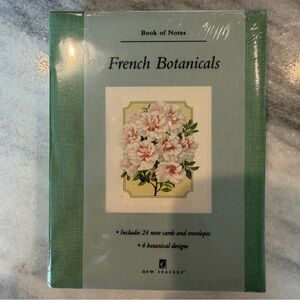 Book of Notes
French Botanicals
• Includes 24 note cards and envelopes
• 4 botanical designs
NEW SEASONS